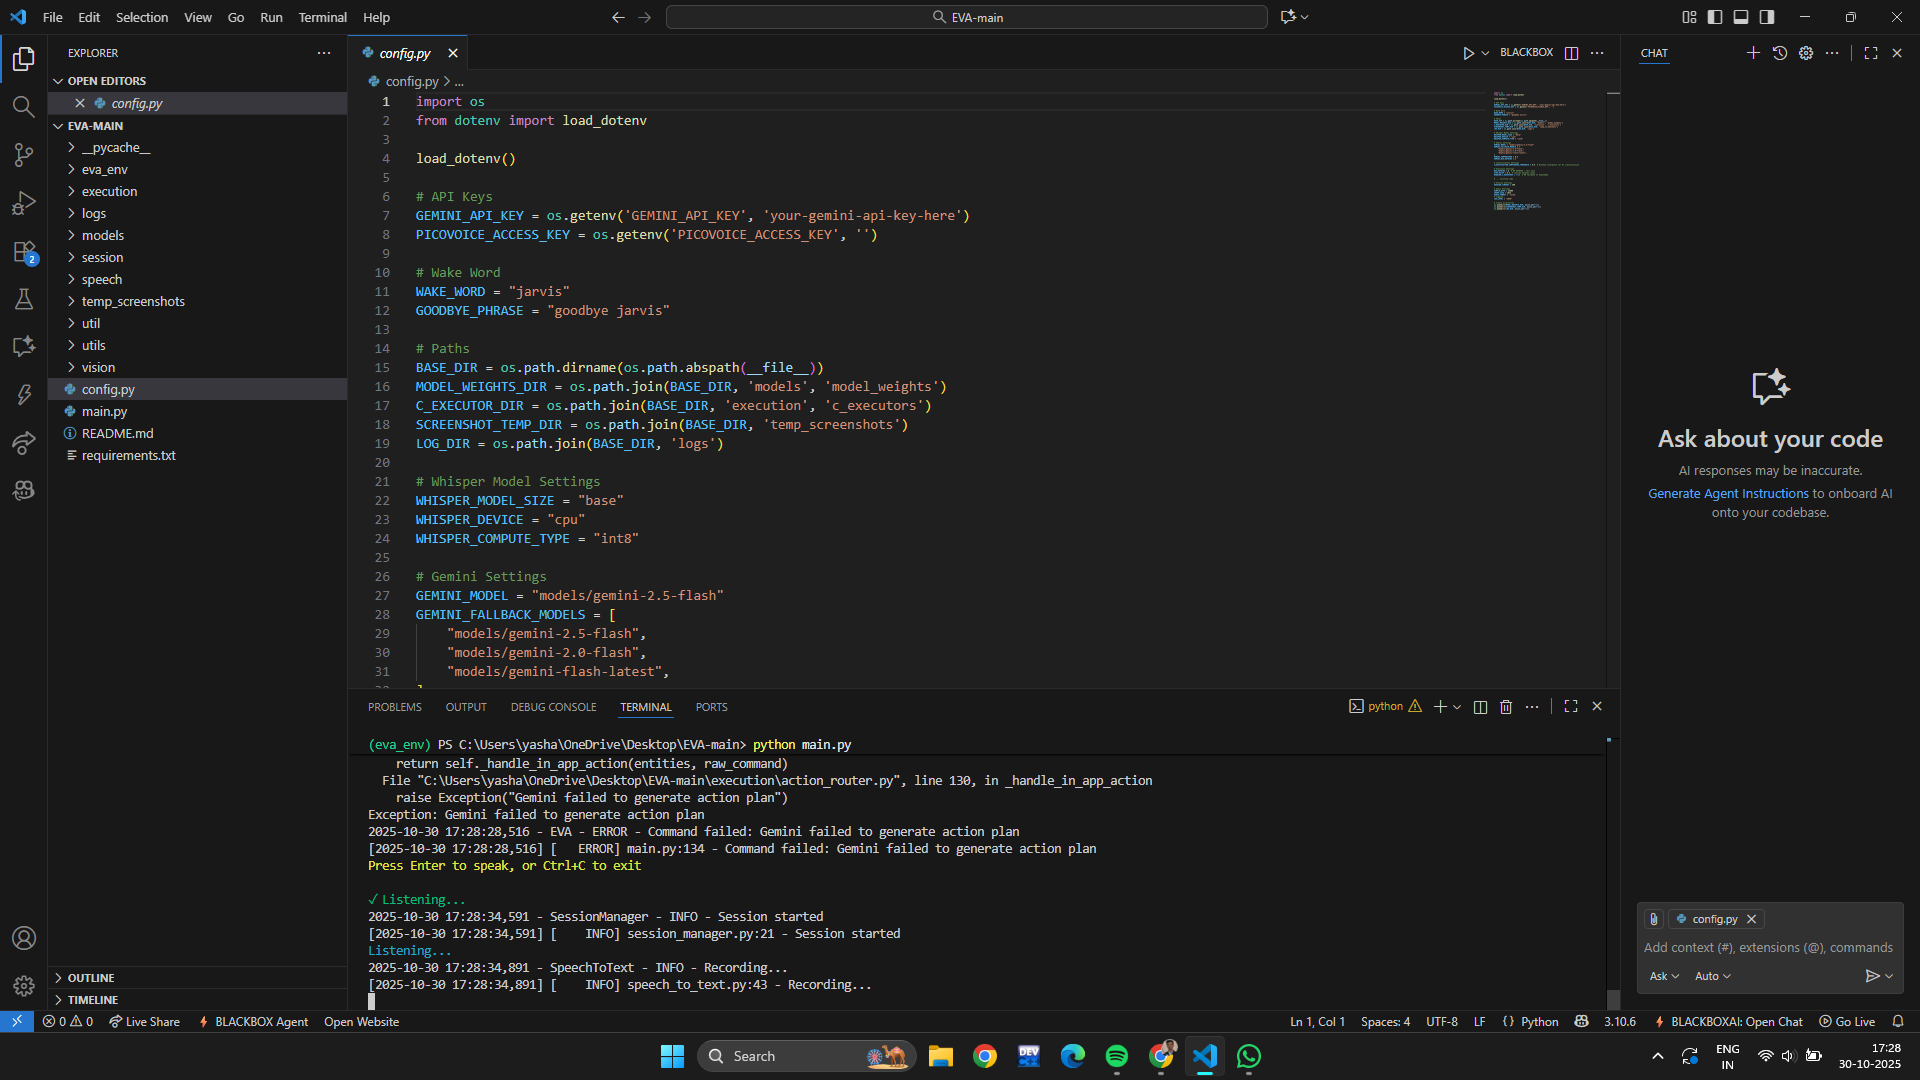 File Edit Selection View Go Run Terminal Help
EVA-main
EXPLORER
OPEN EDITORS
config.py
EVA-MAIN
__pycache__
eva_env
execution
logs
models
session
speech
temp_screenshots
util
utils
vision
config.py
main.py
README.md
requirements.txt
OUTLINE
TIMELINE
2
config.py
BLACKBOX
config.py > ...
1 import os
2 from dotenv import load_dotenv
3
4 load_dotenv()
5
6 # API Keys
7 GEMINI_API_KEY = os.getenv('GEMINI_API_KEY', 'your-gemini-api-key-here')
8 PICOVOICE_ACCESS_KEY = os.getenv('PICOVOICE_ACCESS_KEY', '')
9
10 # Wake Word
11 WAKE_WORD = "jarvis"
12 GOODBYE_PHRASE = "goodbye jarvis"
13
14 # Paths
15 BASE_DIR = os.path.dirname(os.path.abspath(__file__))
16 MODEL_WEIGHTS_DIR = os.path.join(BASE_DIR, 'models', 'model_weights')
17 C_EXECUTOR_DIR = os.path.join(BASE_DIR, 'execution', 'c_executors')
18 SCREENSHOT_TEMP_DIR = os.path.join(BASE_DIR, 'temp_screenshots')
19 LOG_DIR = os.path.join(BASE_DIR, 'logs')
20
21 # Whisper Model Settings
22 WHISPER_MODEL_SIZE = "base"
23 WHISPER_DEVICE = "cpu"
24 WHISPER_COMPUTE_TYPE = "int8"
25
26 # Gemini Settings
27 GEMINI_MODEL = "models/gemini-2.5-flash"
28 GEMINI_FALLBACK_MODELS = [
29 "models/gemini-2.5-flash",
30 "models/gemini-2.0-flash",
31 "models/gemini-flash-latest",
PROBLEMS OUTPUT DEBUG CONSOLE TERMINAL PORTS
python
(eva_env) PS C:\Users\yasha\OneDrive\Desktop\EVA-main> python main.py
return self._handle_in_app_action(entities, raw_command)
File "C:\Users\yasha\OneDrive\Desktop\EVA-main\execution\action_router.py", line 130, in _handle_in_app_action
raise Exception("Gemini failed to generate action plan")
Exception: Gemini failed to generate action plan
2025-10-30 17:28:28,516 - EVA - ERROR - Command failed: Gemini failed to generate action plan
[2025-10-30 17:28:28,516] [   ERROR] main.py:134 - Command failed: Gemini failed to generate action plan
Press Enter to speak, or Ctrl+C to exit
✓ Listening...
2025-10-30 17:28:34,591 - SessionManager - INFO - Session started
[2025-10-30 17:28:34,591] [    INFO] session_manager.py:21 - Session started
Listening...
2025-10-30 17:28:34,891 - SpeechToText - INFO - Recording...
[2025-10-30 17:28:34,891] [    INFO] speech_to_text.py:43 - Recording...
CHAT
Ask about your code
AI responses may be inaccurate.
Generate Agent Instructions to onboard AI
onto your codebase.
config.py
Add context (#), extensions (@), commands
Ask Auto
0 0 Live Share BLACKBOX Agent Open Website
Ln 1, Col 1 Spaces: 4 UTF-8 LF {} Python 3.10.6 BLACKBOXAI: Open Chat Go Live
Search
DEV
ENG
IN
17:28
30-10-2025